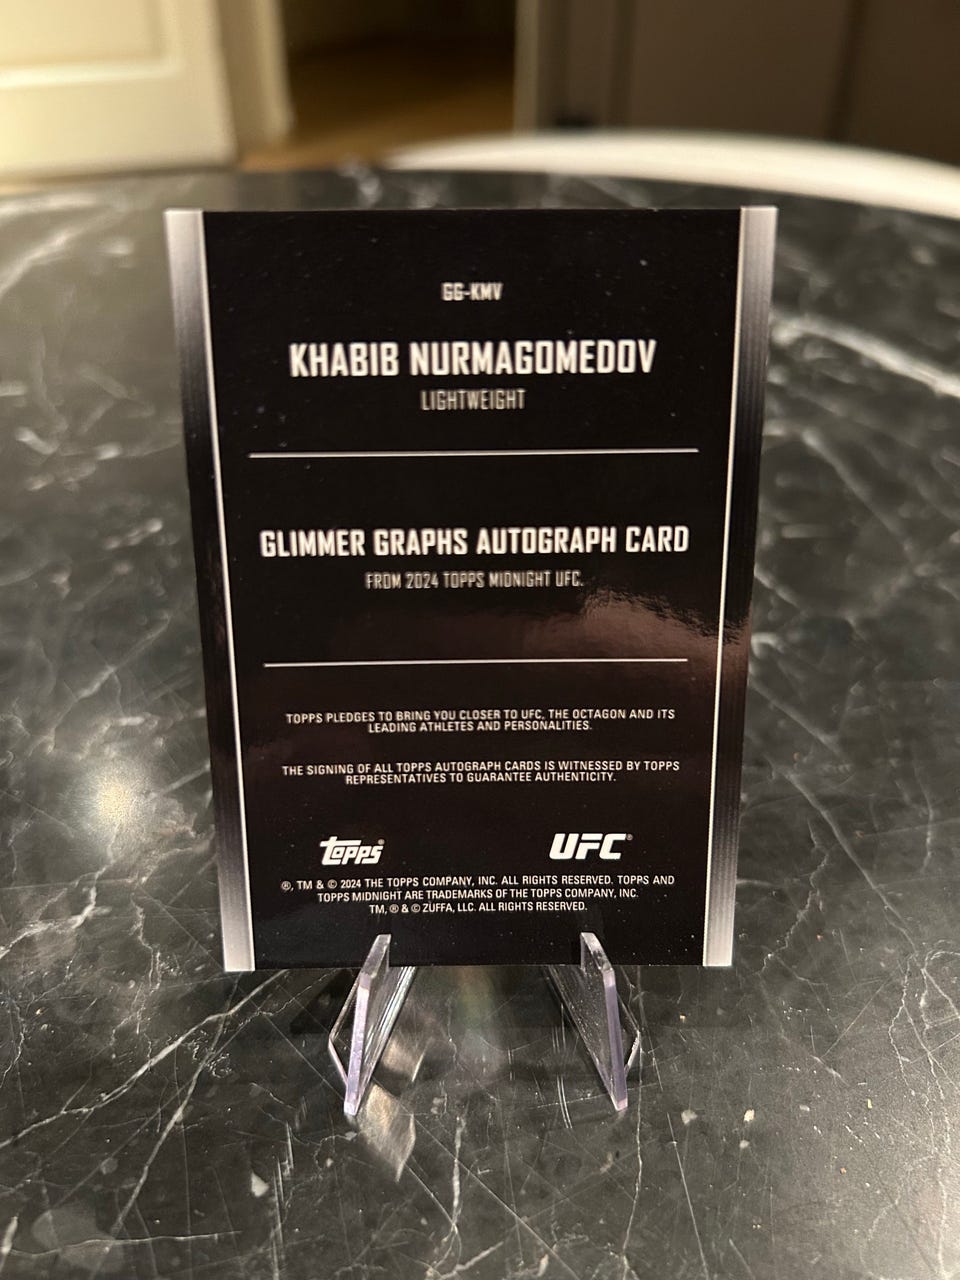 GG-KMV
KHABIB NURMAGOMEDOV
LIGHTWEIGHT
GLIMMER GRAPHS AUTOGRAPH CARD
FROM 2024 TOPPS MIDNIGHT UFC.
TOPPS PLEDGES TO BRING YOU CLOSER TO UFC, THE OCTAGON AND ITS
LEADING ATHLETES AND PERSONALITIES.
THE SIGNING OF ALL TOPPS AUTOGRAPH CARDS IS WITNESSED BY TOPPS
REPRESENTATIVES TO GUARANTEE AUTHENTICITY.
topps® UFC®
®, TM & © 2024 THE TOPPS COMPANY, INC. ALL RIGHTS RESERVED. TOPPS AND
TOPPS MIDNIGHT ARE TRADEMARKS OF THE TOPPS COMPANY, INC.
TM, ® & © ZUFFA, LLC. ALL RIGHTS RESERVED.